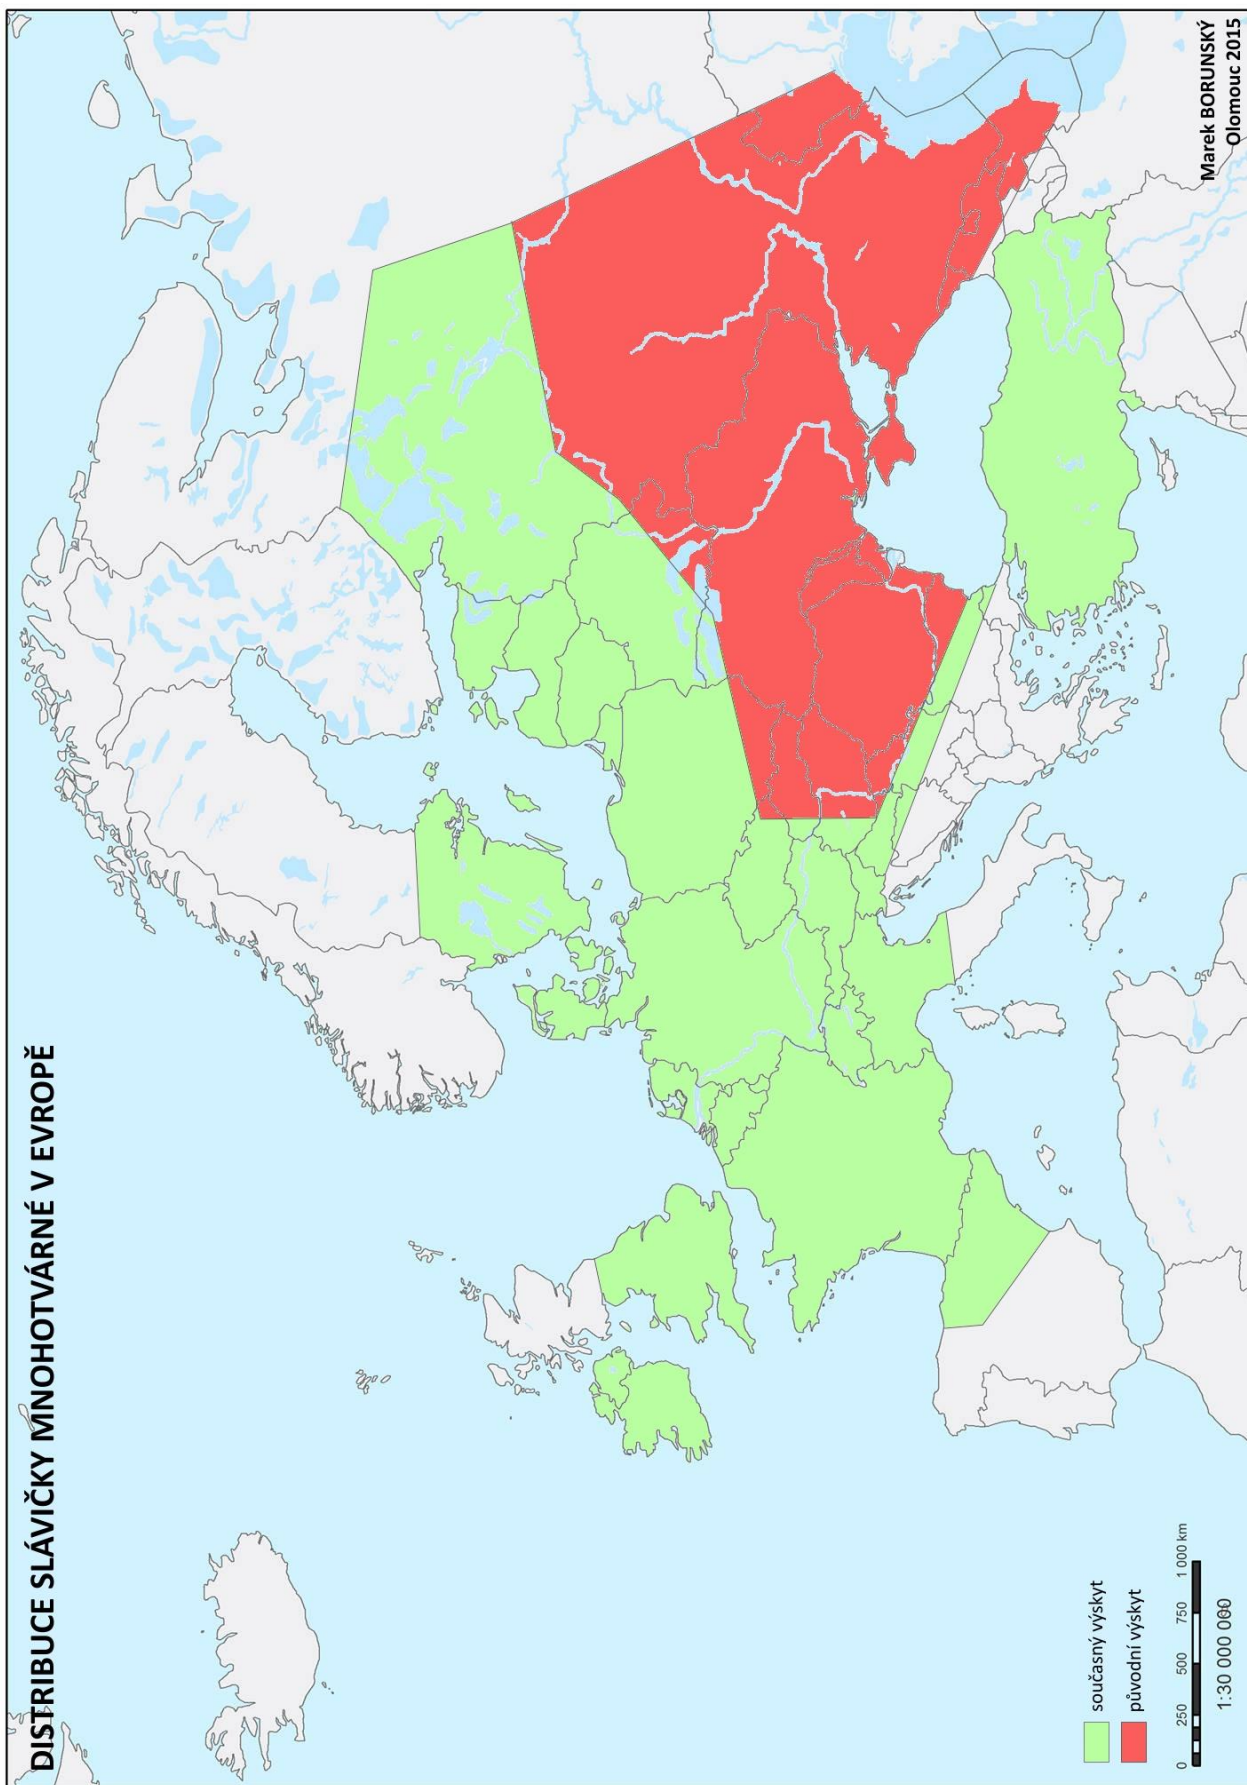 DISTRIBUCE SLÁVIČKY MNOHOTVÁRNÉ V EVROPĚ
současný výskyt
původní výskyt
0 250 500 750 1 000 km
1:30 000 000
Marek BORUNSKÝ
Olomouc 2015